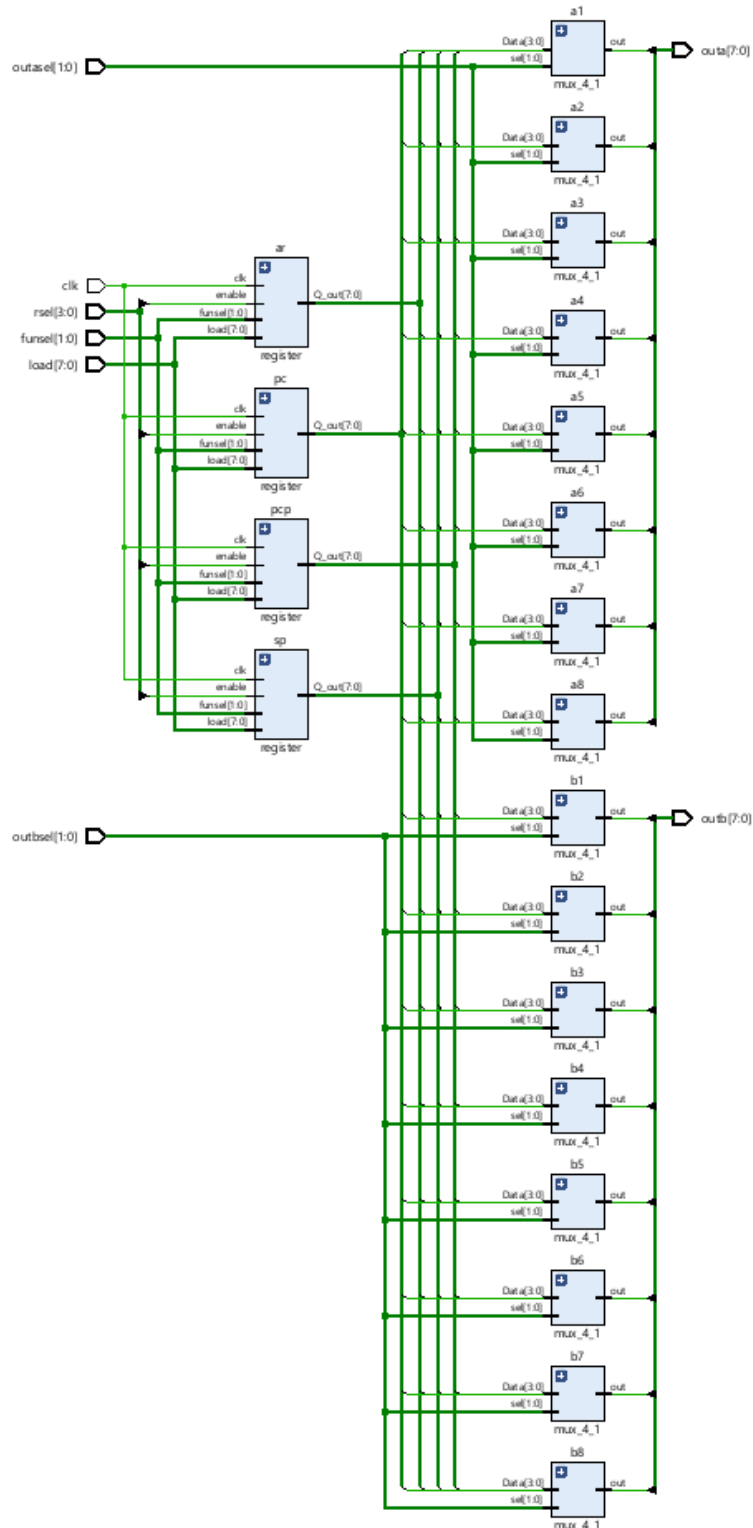 a1
Data[3:0] out outa[7:0]
outasel[1:0] sel[1:0]
mux_4_1
a2
Data[3:0] out
sel[1:0]
mux_4_1
a3
Data[3:0] out
sel[1:0]
mux_4_1
ar
clk clk
rsel[3:0] enable Q_out[7:0]
funsel[1:0] funsel[1:0]
load[7:0] load[7:0]
register
a4
Data[3:0] out
sel[1:0]
mux_4_1
pc
clk
enable Q_out[7:0]
funsel[1:0]
load[7:0]
register
a5
Data[3:0] out
sel[1:0]
mux_4_1
a6
Data[3:0] out
sel[1:0]
mux_4_1
pcp
clk
enable Q_out[7:0]
funsel[1:0]
load[7:0]
register
a7
Data[3:0] out
sel[1:0]
mux_4_1
sp
clk
enable Q_out[7:0]
funsel[1:0]
load[7:0]
register
a8
Data[3:0] out
sel[1:0]
mux_4_1
b1
Data[3:0] out outb[7:0]
outbsel[1:0] sel[1:0]
mux_4_1
b2
Data[3:0] out
sel[1:0]
mux_4_1
b3
Data[3:0] out
sel[1:0]
mux_4_1
b4
Data[3:0] out
sel[1:0]
mux_4_1
b5
Data[3:0] out
sel[1:0]
mux_4_1
b6
Data[3:0] out
sel[1:0]
mux_4_1
b7
Data[3:0] out
sel[1:0]
mux_4_1
b8
Data[3:0] out
sel[1:0]
mux_4_1